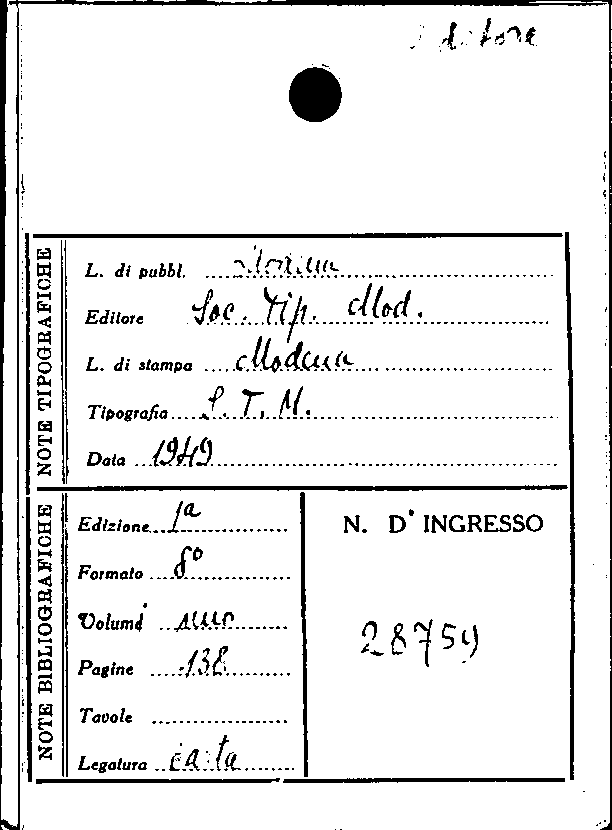 editore
NOTE TIPOGRAFICHE
L. di pubbl. Modena
Editore Soc. Tip. Mod.
L. di stampa Modena
Tipografia S. T. M.
Data 1949
NOTE BIBLIOGRAFICHE
Edizione 1a
Formato 8°
Volumi uno
Pagine 138
Tavole
Legatura carta
N. D'INGRESSO
28759